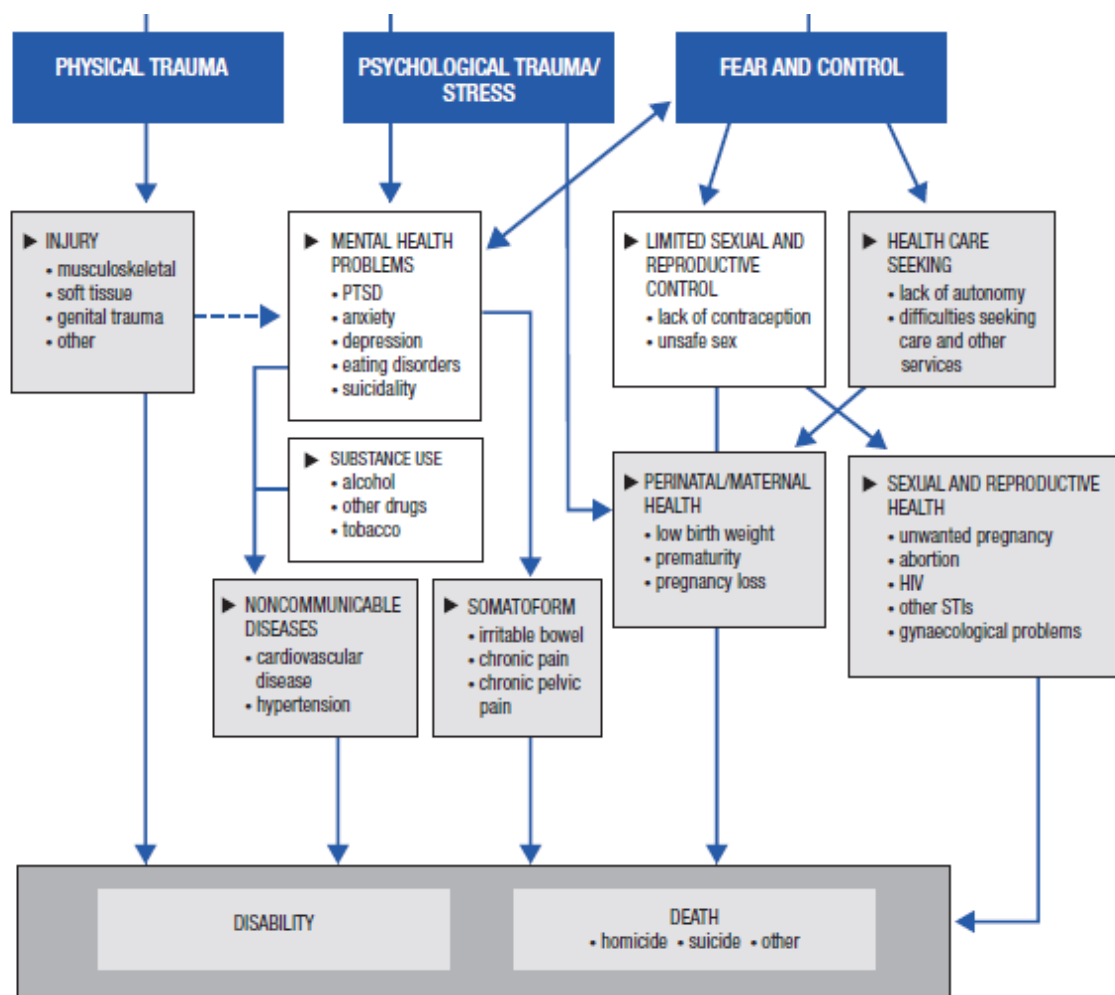 PHYSICAL TRAUMA
PSYCHOLOGICAL TRAUMA/
STRESS
FEAR AND CONTROL
▶ INJURY
• musculoskeletal
• soft tissue
• genital trauma
• other
▶ MENTAL HEALTH
PROBLEMS
• PTSD
• anxiety
• depression
• eating disorders
• suicidality
▶ LIMITED SEXUAL AND
REPRODUCTIVE
CONTROL
• lack of contraception
• unsafe sex
▶ HEALTH CARE
SEEKING
• lack of autonomy
• difficulties seeking
care and other
services
▶ SUBSTANCE USE
• alcohol
• other drugs
• tobacco
▶ PERINATAL/MATERNAL
HEALTH
• low birth weight
• prematurity
• pregnancy loss
▶ SEXUAL AND REPRODUCTIVE
HEALTH
• unwanted pregnancy
• abortion
• HIV
• other STIs
• gynaecological problems
▶ NONCOMMUNICABLE
DISEASES
• cardiovascular
disease
• hypertension
▶ SOMATOFORM
• irritable bowel
• chronic pain
• chronic pelvic
pain
DISABILITY
DEATH
• homicide • suicide • other